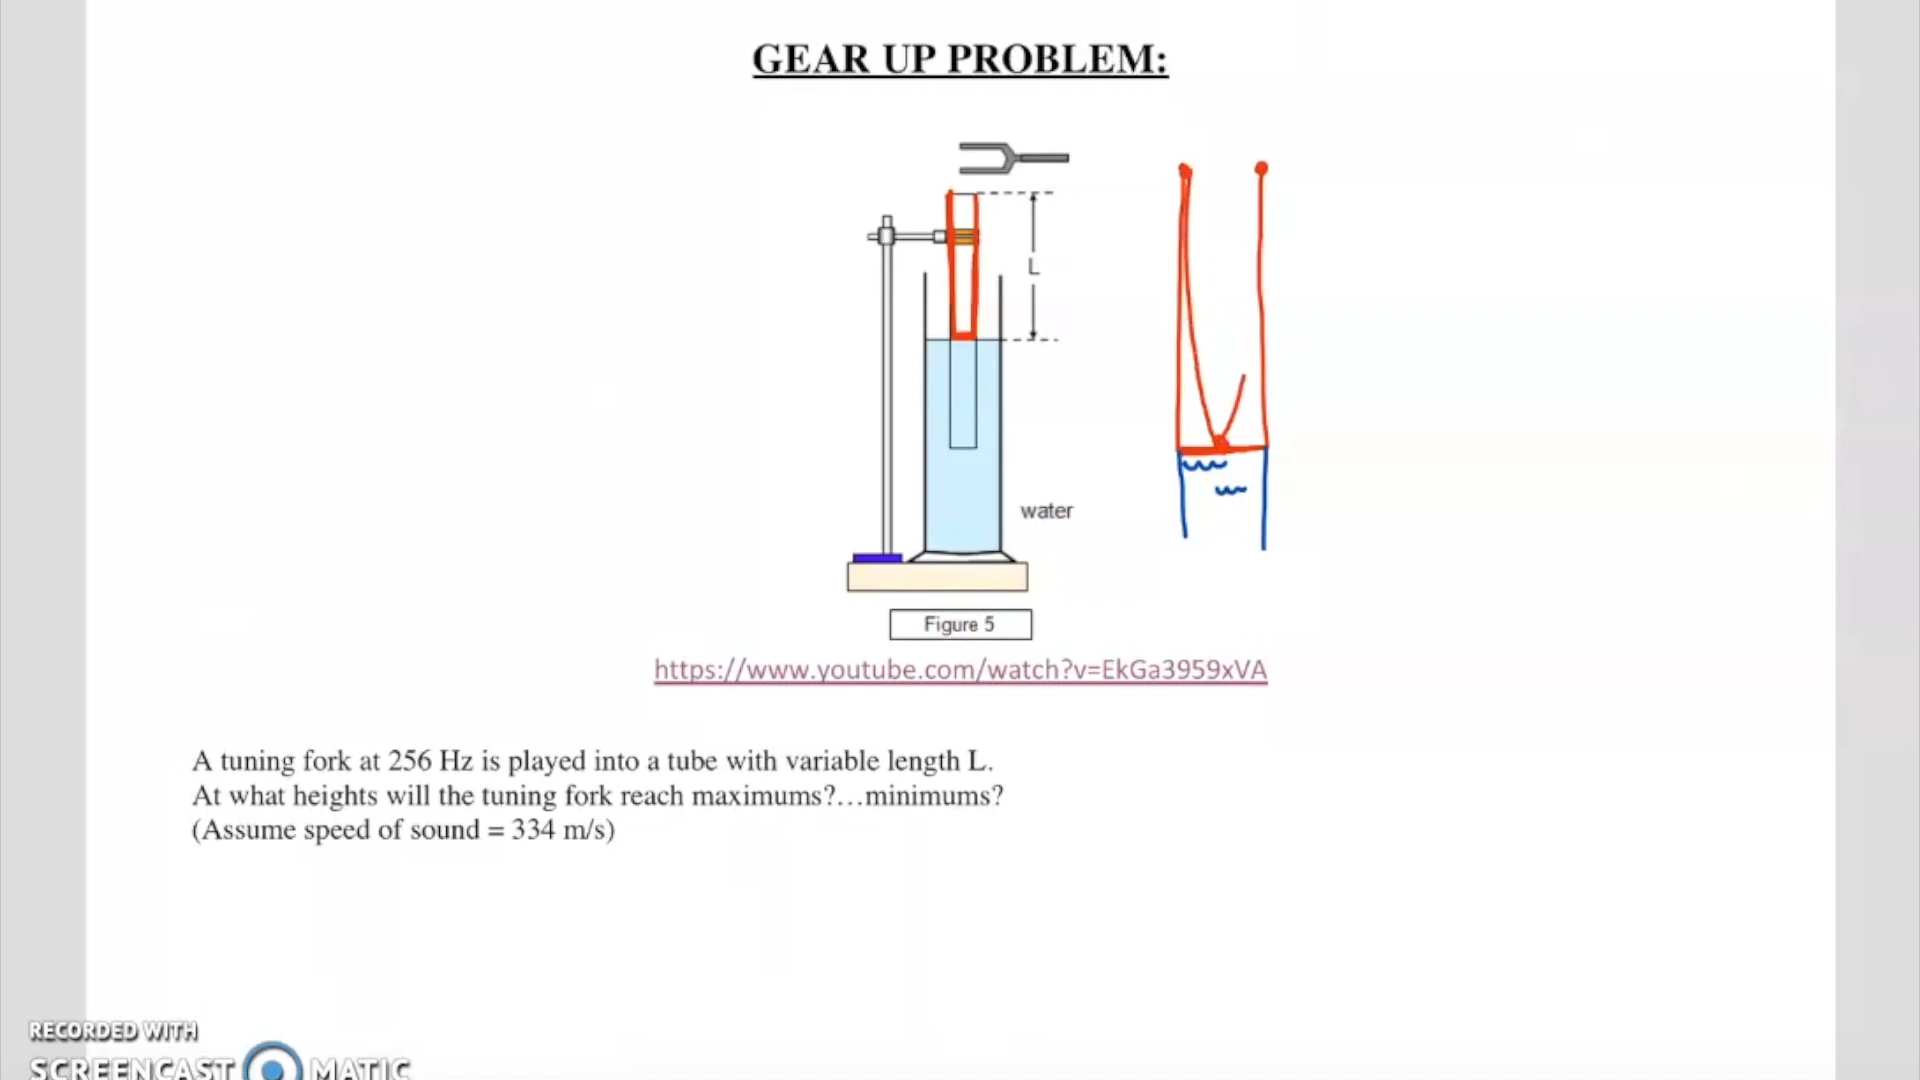 GEAR UP PROBLEM:
L
water
Figure 5
https://www.youtube.com/watch?v=EkGa3959xVA
A tuning fork at 256 Hz is played into a tube with variable length L.
At what heights will the tuning fork reach maximums?...minimums?
(Assume speed of sound = 334 m/s)
RECORDED WITH
SCREENCAST MATIC